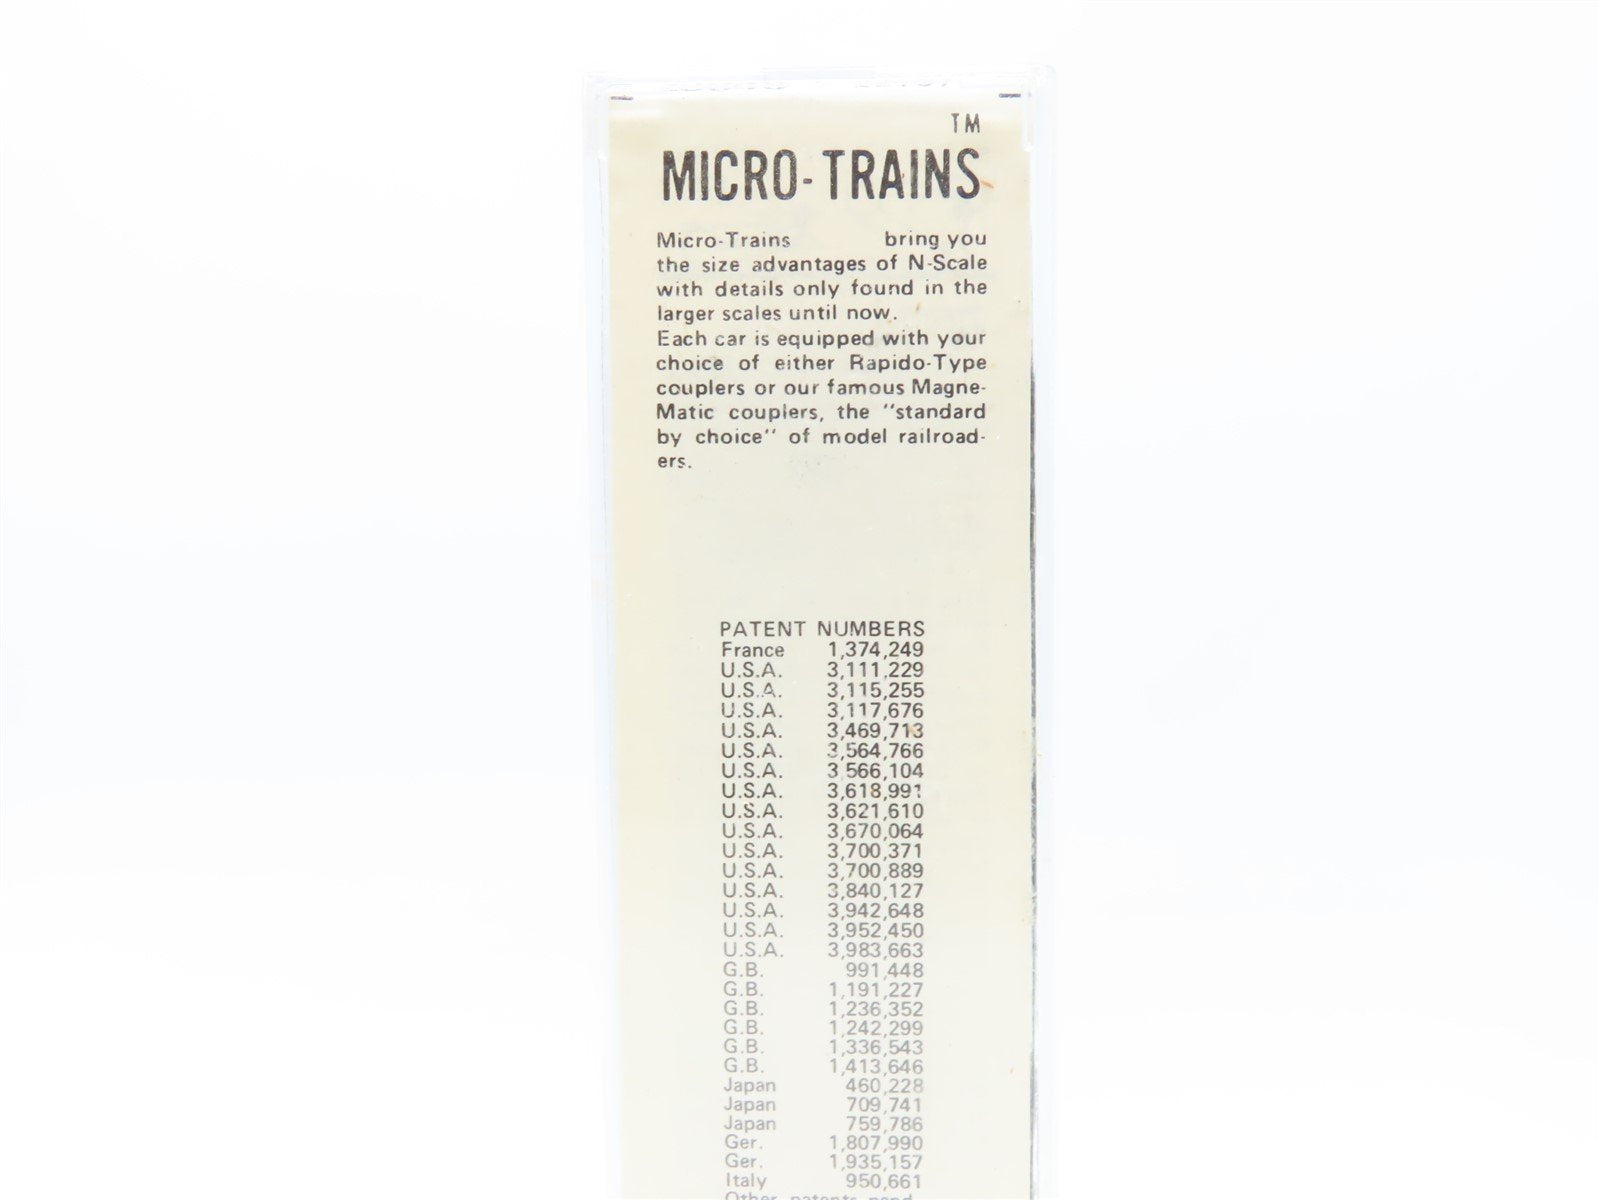 TM
MICRO-TRAINS
Micro-Trains bring you
the size advantages of N-Scale
with details only found in the
larger scales until now.
Each car is equipped with your
choice of either Rapido-Type
couplers or our famous Magne-
Matic couplers, the "standard
by choice" of model railroad-
ers.
PATENT NUMBERS
France 1,374,249
U.S.A. 3,111,229
U.S.A. 3,115,255
U.S.A. 3,117,676
U.S.A. 3,469,713
U.S.A. 3,564,766
U.S.A. 3,566,104
U.S.A. 3,618,991
U.S.A. 3,621,610
U.S.A. 3,670,064
U.S.A. 3,700,371
U.S.A. 3,700,889
U.S.A. 3,840,127
U.S.A. 3,942,648
U.S.A. 3,952,450
U.S.A. 3,983,663
G.B. 991,448
G.B. 1,191,227
G.B. 1,236,352
G.B. 1,242,299
G.B. 1,336,543
G.B. 1,413,646
Japan 460,228
Japan 709,741
Japan 759,786
Ger. 1,807,990
Ger. 1,935,157
Italy 950,661
Other patents pend.